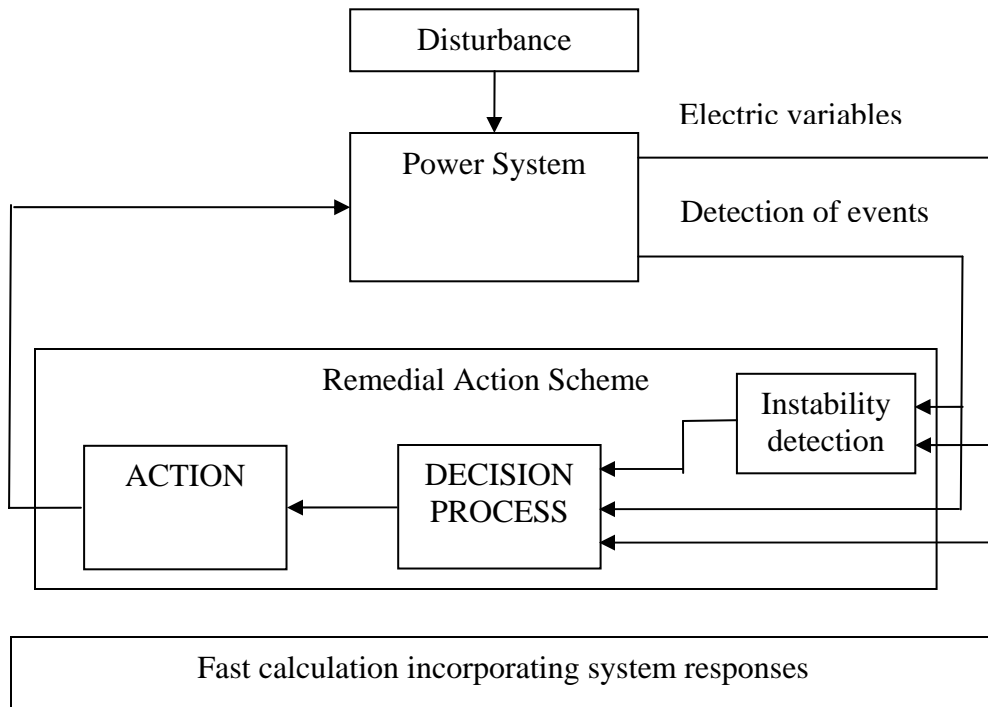 Disturbance
Electric variables
Power System
Detection of events
Remedial Action Scheme
Instability
detection
ACTION
DECISION
PROCESS
Fast calculation incorporating system responses